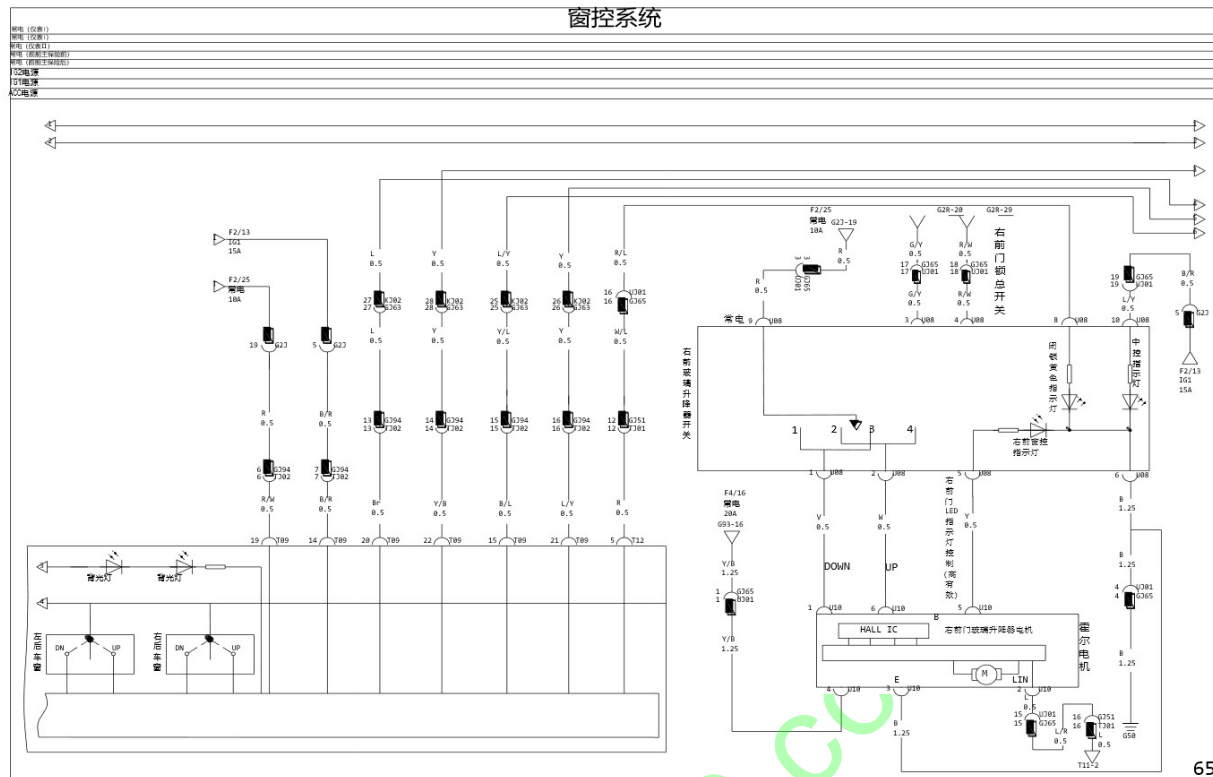 窗控系统
常电 (仪表I)
常电 (仪表I)
常电 (仪表II)
常电 (前舱主保险前)
常电 (前舱主保险后)
IG2电源
IG1电源
ACC电源
F2/13
IG1
15A
F2/25
常电
10A
L
0.5
Y
0.5
L/Y
0.5
Y
0.5
R/L
0.5
27 KJ02
27 GJ63
28 KJ02
28 GJ63
25 KJ02
25 GJ63
26 KJ02
26 GJ63
16 UJ01
16 GJ65
L
0.5
Y
0.5
Y/L
0.5
Y
0.5
W/L
0.5
19 G2J
5 G2J
R
0.5
B/R
0.5
13 GJ94
13 TJ02
14 GJ94
14 TJ02
15 GJ94
15 TJ02
16 GJ94
16 TJ02
12 GJ51
12 TJ01
6 GJ94
6 TJ02
7 GJ94
7 TJ02
R/W
0.5
B/R
0.5
Br
0.5
Y/B
0.5
B/L
0.5
L/Y
0.5
R
0.5
19 T09
14 T09
20 T09
22 T09
15 T09
21 T09
5 T12
背光灯
背光灯
左后车窗
DN
UP
左后车窗
DN
UP
F2/25
常电
10A
G2J-19
R
0.5
3 GJ65
3 UJ01
R
0.5
G2R-20
G2R-29
G/Y
0.5
R/W
0.5
17 GJ65
17 UJ01
18 GJ65
18 UJ01
G/Y
0.5
R/W
0.5
右前门锁总开关
19 GJ65
19 UJ01
L/Y
0.5
B/R
0.5
5 G2J
F2/13
IG1
15A
常电 9 U08
3 U08
4 U08
8 U08
10 U08
右前玻璃升降器开关
闭锁黄色指示灯
中控指示灯
1
2
3
4
右前窗控
指示灯
1 U08
2 U08
5 U08
6 U08
V
0.5
W
0.5
Y
0.5
B
1.25
右前门LED指示灯控制(高有效)
F4/16
常电
20A
G93-16
Y/B
1.25
1 GJ65
1 UJ01
Y/B
1.25
DOWN
UP
B
1.25
4 UJ01
4 GJ65
B
1.25
G50
1 U10
6 U10
5 U10
B
HALL IC
右前门玻璃升降器电机
霍尔电机
M
E
LIN
4 U10
3 U10
2 U10
B
1.25
L
0.5
15 UJ01
15 GJ65
L/R
0.5
16 GJ51
16 TJ01
L
0.5
T11-2
65